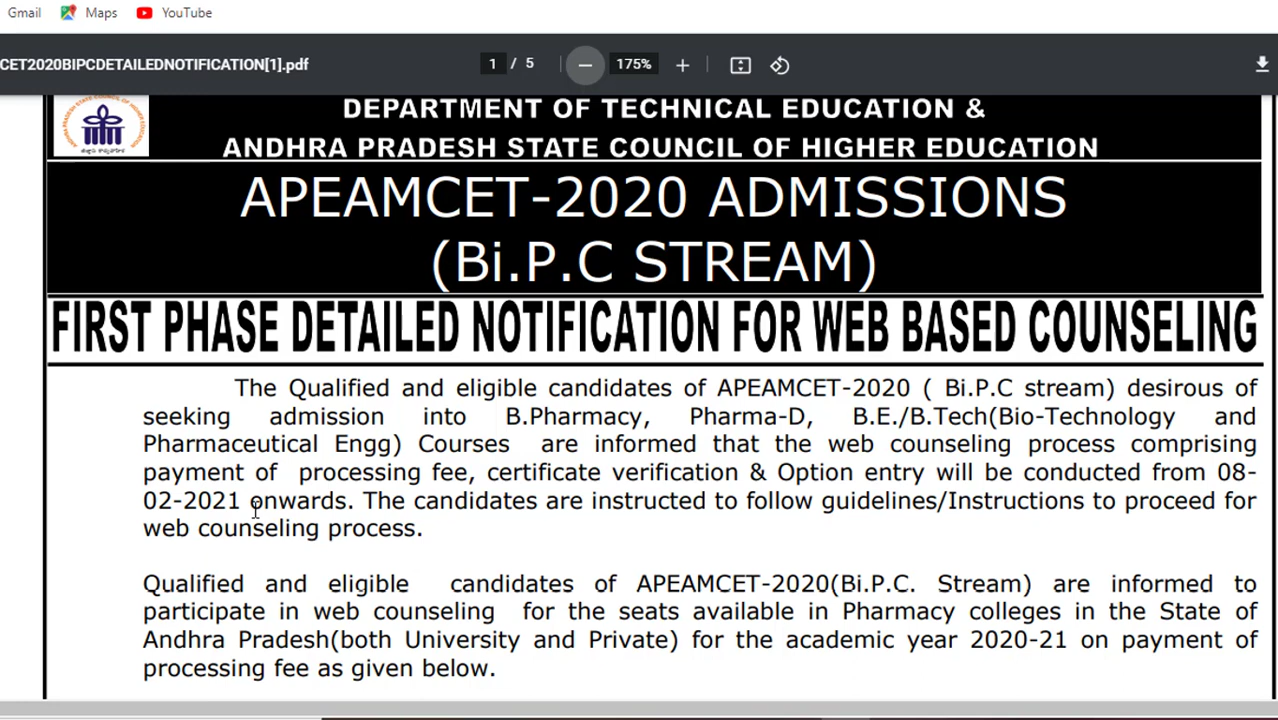 Gmail Maps YouTube
CET2020BIPCDETAILEDNOTIFICATION[1].pdf 1 / 5 175%
DEPARTMENT OF TECHNICAL EDUCATION &
ANDHRA PRADESH STATE COUNCIL OF HIGHER EDUCATION
APEAMCET-2020 ADMISSIONS
(Bi.P.C STREAM)
FIRST PHASE DETAILED NOTIFICATION FOR WEB BASED COUNSELING
The Qualified and eligible candidates of APEAMCET-2020 ( Bi.P.C stream) desirous of
seeking admission into B.Pharmacy, Pharma-D, B.E./B.Tech(Bio-Technology and
Pharmaceutical Engg) Courses are informed that the web counseling process comprising
payment of processing fee, certificate verification & Option entry will be conducted from 08-
02-2021 onwards. The candidates are instructed to follow guidelines/Instructions to proceed for
web counseling process.
Qualified and eligible candidates of APEAMCET-2020(Bi.P.C. Stream) are informed to
participate in web counseling for the seats available in Pharmacy colleges in the State of
Andhra Pradesh(both University and Private) for the academic year 2020-21 on payment of
processing fee as given below.